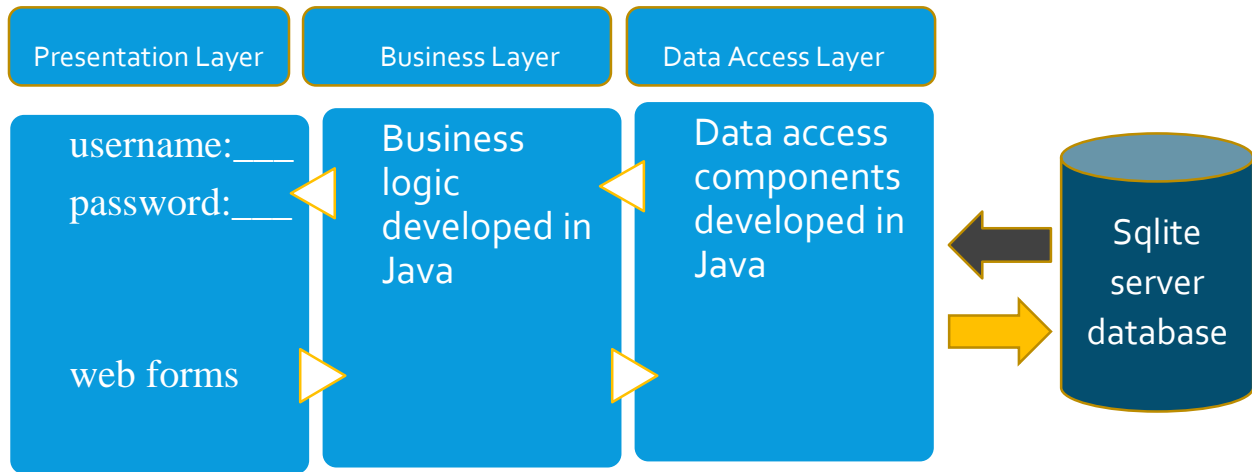 Presentation Layer
Business Layer
Data Access Layer
username:___
password:___
web forms
Business
logic
developed in
Java
Data access
components
developed in
Java
Sqlite
server
database